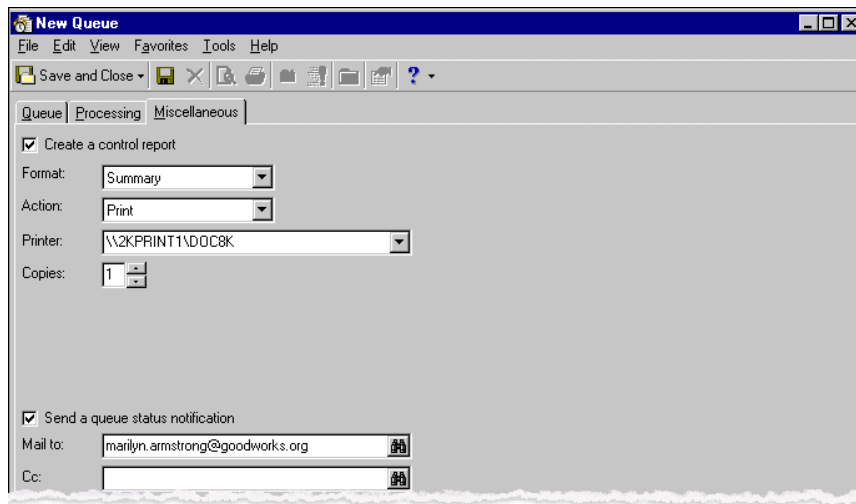 New Queue
File Edit View Favorites Tools Help
Save and Close ?
Queue Processing Miscellaneous
Create a control report
Format: Summary
Action: Print
Printer: \\2KPRINT1\DOC8K
Copies: 1
Send a queue status notification
Mail to: marilyn.armstrong@goodworks.org
Cc: